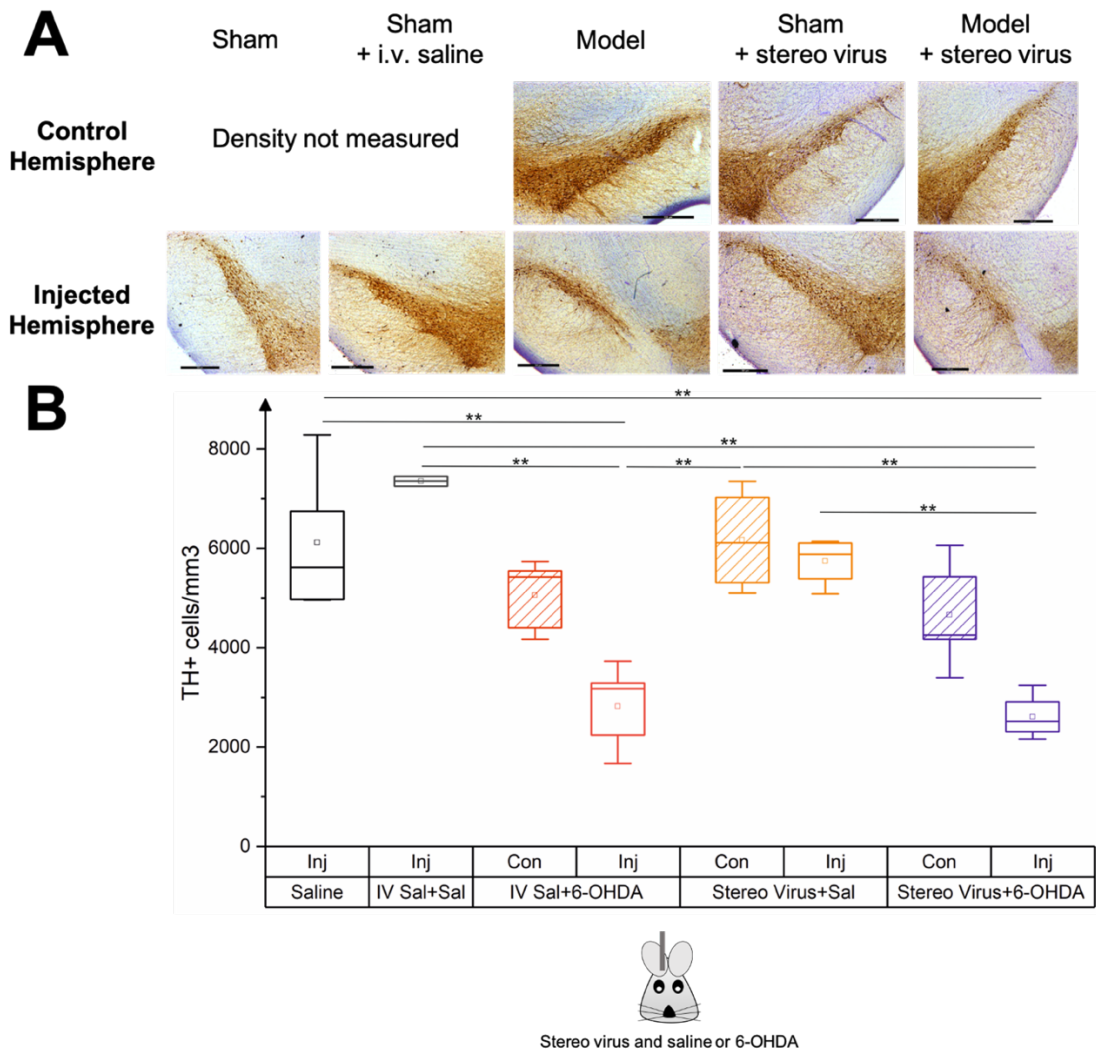 A
Sham
Sham
+ i.v. saline
Model
Sham
+ stereo virus
Model
+ stereo virus
Control
Hemisphere
Density not measured
Injected
Hemisphere
B
TH+ cells/mm3
8000
6000
4000
2000
0
**
**
**
**
**
**
**
Inj
Inj
Con
Inj
Con
Inj
Con
Inj
Saline
IV Sal+Sal
IV Sal+6-OHDA
Stereo Virus+Sal
Stereo Virus+6-OHDA
Stereo virus and saline or 6-OHDA